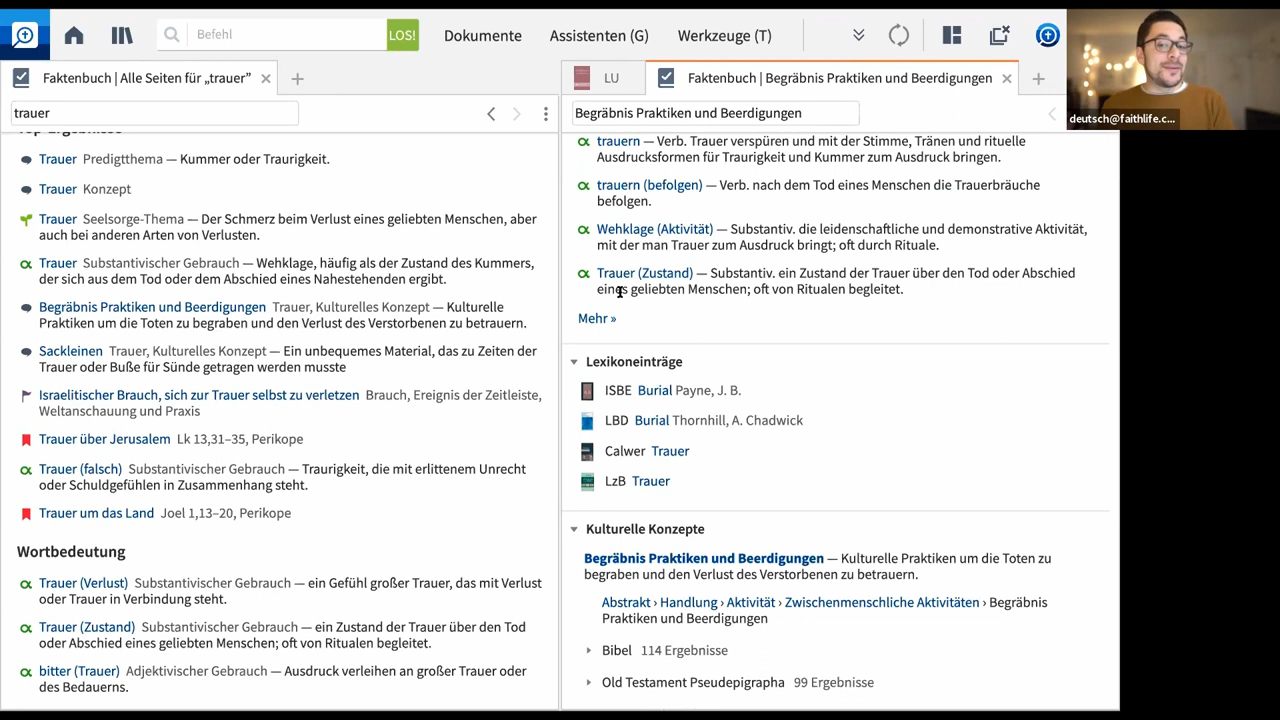 Befehl
LOS!
Dokumente
Assistenten (G)
Werkzeuge (T)
Faktenbuch | Alle Seiten für „trauer”
trauer
Top-Ergebnisse
Trauer Predigtthema — Kummer oder Traurigkeit.
Trauer Konzept
Trauer Seelsorge-Thema — Der Schmerz beim Verlust eines geliebten Menschen, aber
auch bei anderen Arten von Verlusten.
Trauer Substantivischer Gebrauch — Wehklage, häufig als der Zustand des Kummers,
der sich aus dem Tod oder dem Abschied eines Nahestehenden ergibt.
Begräbnis Praktiken und Beerdigungen Trauer, Kulturelles Konzept — Kulturelle
Praktiken um die Toten zu begraben und den Verlust des Verstorbenen zu betrauern.
Sackleinen Trauer, Kulturelles Konzept — Ein unbequemes Material, das zu Zeiten der
Trauer oder Buße für Sünde getragen werden musste
Israelitischer Brauch, sich zur Trauer selbst zu verletzen Brauch, Ereignis der Zeitleiste,
Weltanschauung und Praxis
Trauer über Jerusalem Lk 13,31–35, Perikope
Trauer (falsch) Substantivischer Gebrauch — Traurigkeit, die mit erlittenem Unrecht
oder Schuldgefühlen in Zusammenhang steht.
Trauer um das Land Joel 1,13–20, Perikope
Wortbedeutung
Trauer (Verlust) Substantivischer Gebrauch — ein Gefühl großer Trauer, das mit Verlust
oder Trauer in Verbindung steht.
Trauer (Zustand) Substantivischer Gebrauch — ein Zustand der Trauer über den Tod
oder Abschied eines geliebten Menschen; oft von Ritualen begleitet.
bitter (Trauer) Adjektivischer Gebrauch — Ausdruck verleihen an großer Trauer oder
des Bedauerns.
LU
Faktenbuch | Begräbnis Praktiken und Beerdigungen
Begräbnis Praktiken und Beerdigungen
trauern — Verb. Trauer verspüren und mit der Stimme, Tränen und rituelle
Ausdrucksformen für Traurigkeit und Kummer zum Ausdruck bringen.
trauern (befolgen) — Verb. nach dem Tod eines Menschen die Trauerbräuche
befolgen.
Wehklage (Aktivität) — Substantiv. die leidenschaftliche und demonstrative Aktivität,
mit der man Trauer zum Ausdruck bringt; oft durch Rituale.
Trauer (Zustand) — Substantiv. ein Zustand der Trauer über den Tod oder Abschied
eines geliebten Menschen; oft von Ritualen begleitet.
Mehr »
Lexikoneinträge
ISBE Burial Payne, J. B.
LBD Burial Thornhill, A. Chadwick
Calwer Trauer
LzB Trauer
Kulturelle Konzepte
Begräbnis Praktiken und Beerdigungen — Kulturelle Praktiken um die Toten zu
begraben und den Verlust des Verstorbenen zu betrauern.
Abstrakt › Handlung › Aktivität › Zwischenmenschliche Aktivitäten › Begräbnis
Praktiken und Beerdigungen
Bibel 114 Ergebnisse
Old Testament Pseudepigrapha 99 Ergebnisse
deutsch@faithlife.c...